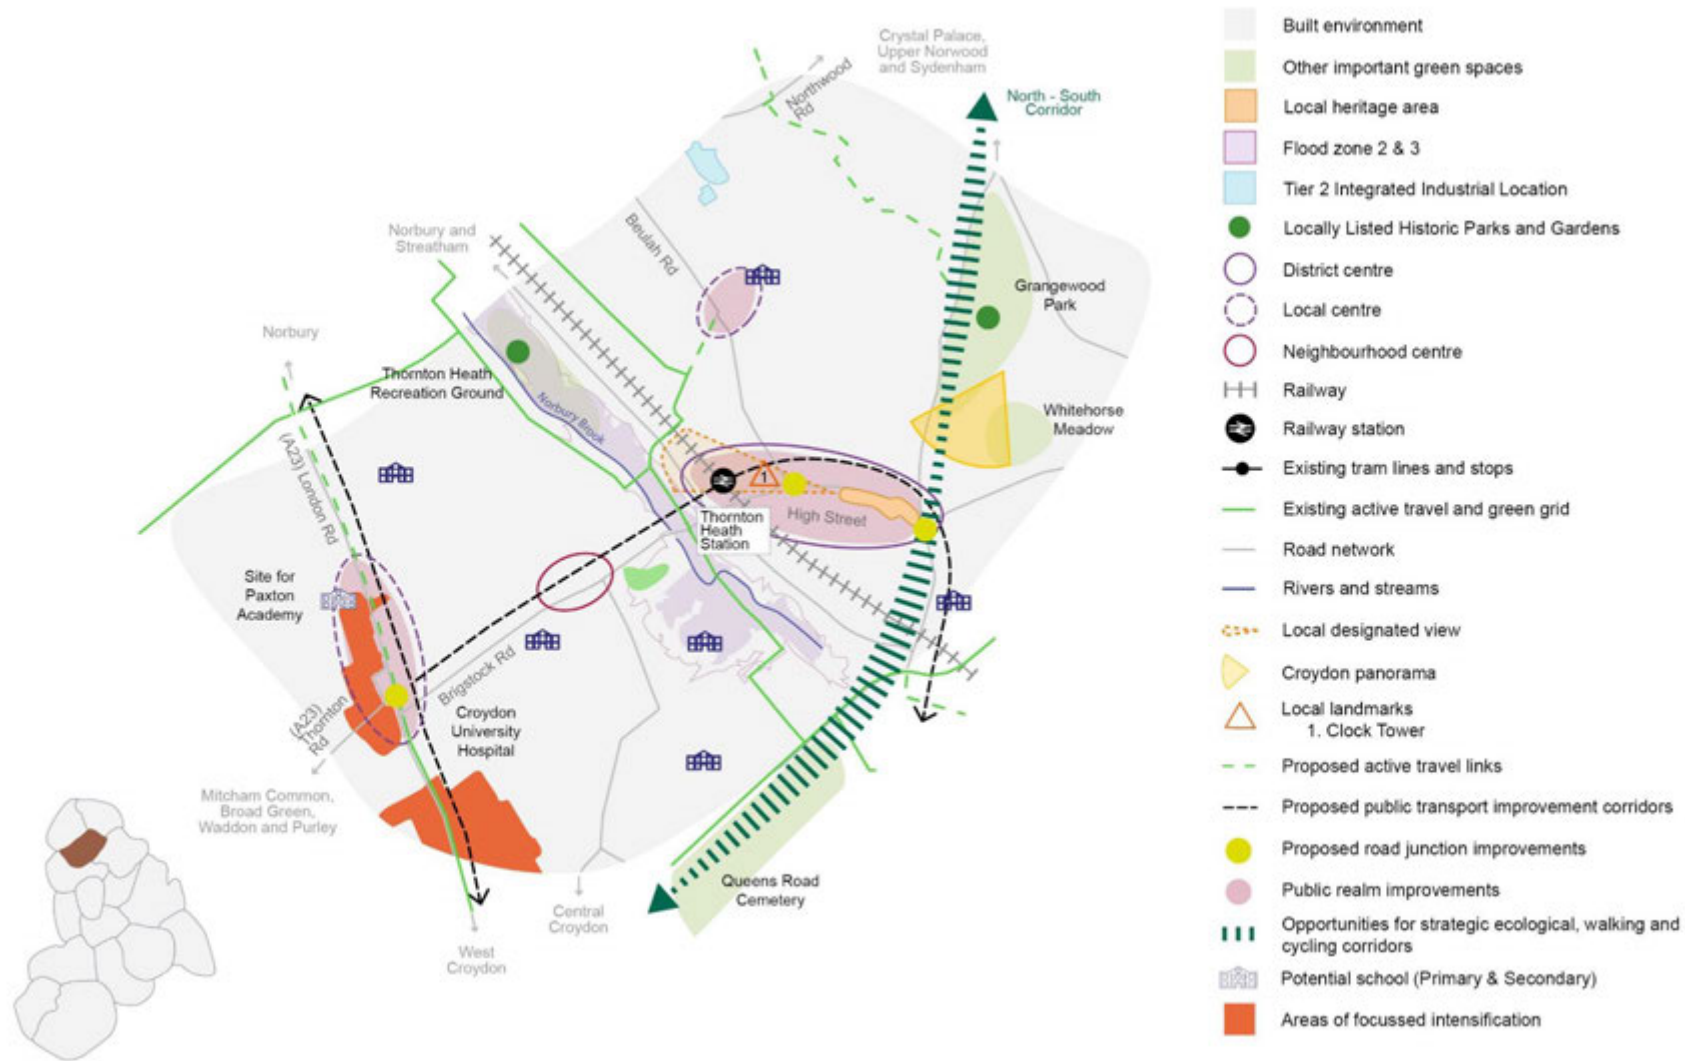 Crystal Palace,
Upper Norwood
and Sydenham
Northwood
Rd
North - South
Corridor
Norbury and
Streatham
Beulah Rd
Grangewood
Park
Norbury
Thornton Heath
Recreation Ground
Norbury Brook
Whitehorse
Meadow
(A23) London Rd
1
High Street
Thornton
Heath
Station
Site for
Paxton
Academy
Brigstock Rd
(A23)
Thornton
Rd
Croydon
University
Hospital
Mitcham Common,
Broad Green,
Waddon and Purley
Queens Road
Cemetery
Central
Croydon
West
Croydon
Built environment
Other important green spaces
Local heritage area
Flood zone 2 & 3
Tier 2 Integrated Industrial Location
Locally Listed Historic Parks and Gardens
District centre
Local centre
Neighbourhood centre
Railway
Railway station
Existing tram lines and stops
Existing active travel and green grid
Road network
Rivers and streams
Local designated view
Croydon panorama
Local landmarks
1. Clock Tower
Proposed active travel links
Proposed public transport improvement corridors
Proposed road junction improvements
Public realm improvements
Opportunities for strategic ecological, walking and
cycling corridors
Potential school (Primary & Secondary)
Areas of focussed intensification